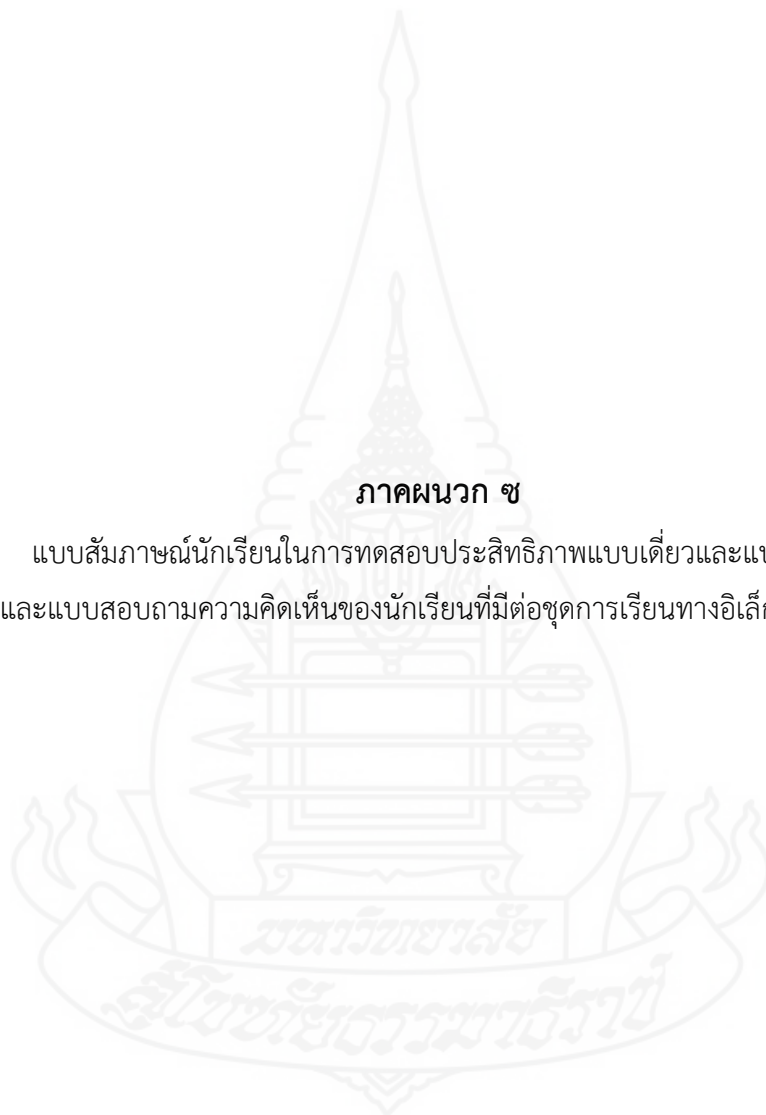 ภาคผนวก ซ
แบบสัมภาษณ์นักเรียนในการทดสอบประสิทธิภาพแบบเดี่ยวและแบ
และแบบสอบถามความคิดเห็นของนักเรียนที่มีต่อชุดการเรียนทางอิเล็ก
มหาวิทยาลัย
สุโขทัยธรรมาธิราช